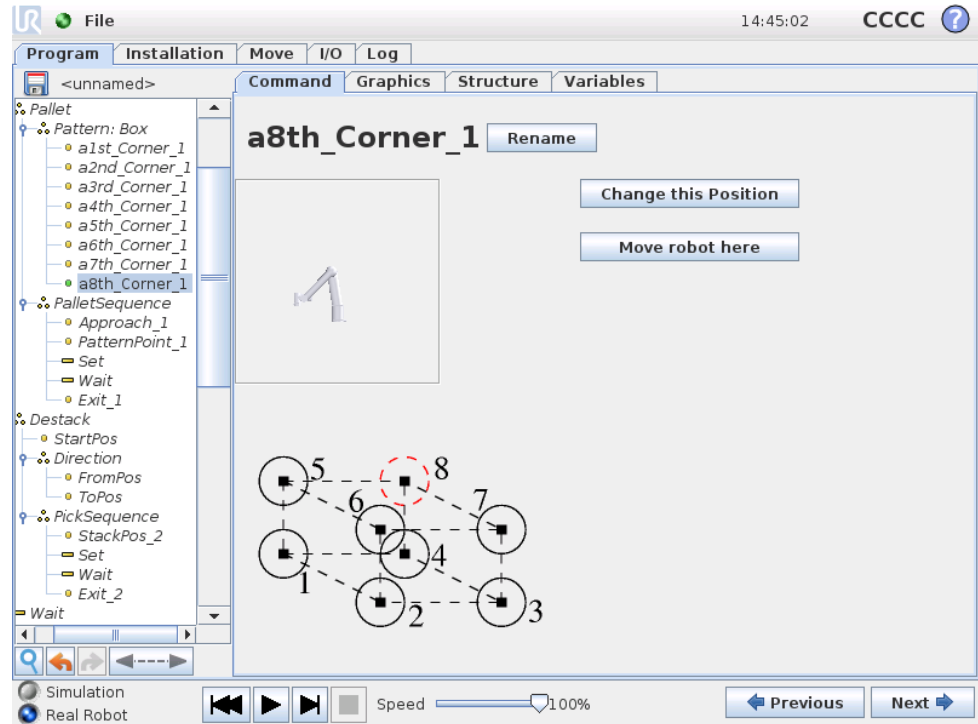 UR File 14:45:02 CCCC ?
Program Installation Move I/O Log
<unnamed>
Command Graphics Structure Variables
Pallet
Pattern: Box
a1st_Corner_1
a2nd_Corner_1
a3rd_Corner_1
a4th_Corner_1
a5th_Corner_1
a6th_Corner_1
a7th_Corner_1
a8th_Corner_1
PalletSequence
Approach_1
PatternPoint_1
Set
Wait
Exit_1
Destack
StartPos
Direction
FromPos
ToPos
PickSequence
StackPos_2
Set
Wait
Exit_2
Wait
a8th_Corner_1 Rename
Change this Position
Move robot here
5 8
6 7
1 4
2 3
Simulation
Real Robot
Speed 100%
Previous Next